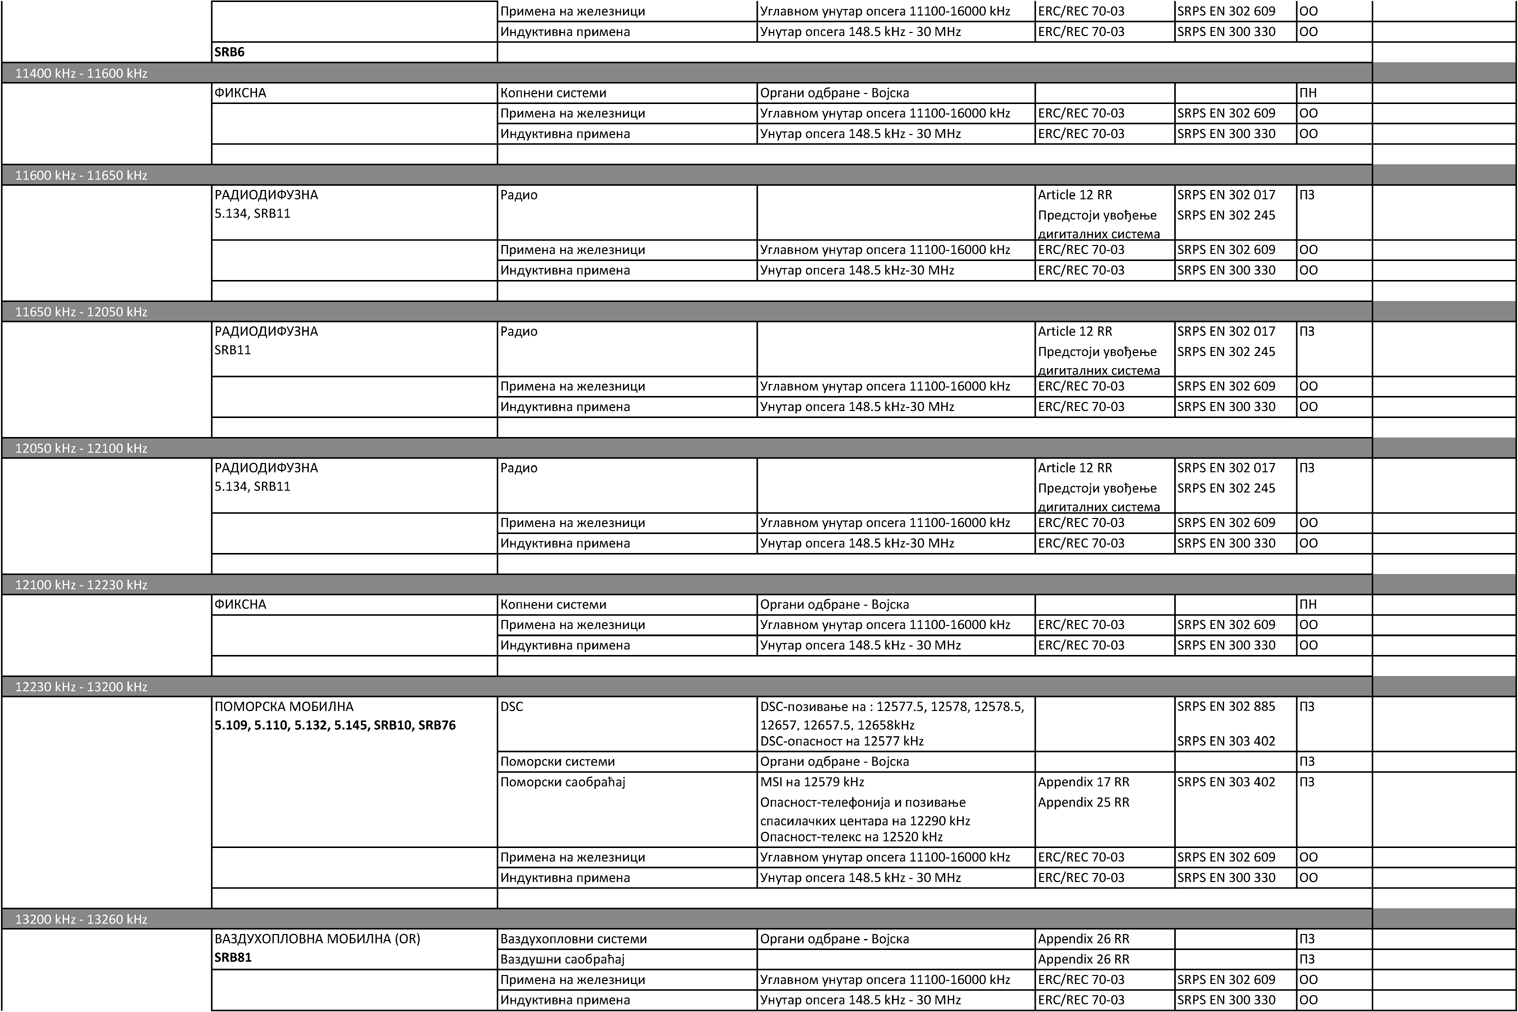 Примена на железници Углавном унутар опсега 11100-16000 kHz ERC/REC 70-03 SRPS EN 302 609 ОО
Индуктивна примена Унутар опсега 148.5 kHz - 30 MHz ERC/REC 70-03 SRPS EN 300 330 ОО
SRB6
11400 kHz - 11600 kHz
ФИКСНА Копнени системи Органи одбране - Војска ПН
Примена на железници Углавном унутар опсега 11100-16000 kHz ERC/REC 70-03 SRPS EN 302 609 ОО
Индуктивна примена Унутар опсега 148.5 kHz - 30 MHz ERC/REC 70-03 SRPS EN 300 330 ОО
11600 kHz - 11650 kHz
РАДИОДИФУЗНА Радио Article 12 RR SRPS EN 302 017 ПЗ
5.134, SRB11 Предстоји увођење SRPS EN 302 245
дигиталних система
Примена на железници Углавном унутар опсега 11100-16000 kHz ERC/REC 70-03 SRPS EN 302 609 ОО
Индуктивна примена Унутар опсега 148.5 kHz-30 MHz ERC/REC 70-03 SRPS EN 300 330 ОО
11650 kHz - 12050 kHz
РАДИОДИФУЗНА Радио Article 12 RR SRPS EN 302 017 ПЗ
SRB11 Предстоји увођење SRPS EN 302 245
дигиталних система
Примена на железници Углавном унутар опсега 11100-16000 kHz ERC/REC 70-03 SRPS EN 302 609 ОО
Индуктивна примена Унутар опсега 148.5 kHz-30 MHz ERC/REC 70-03 SRPS EN 300 330 ОО
12050 kHz - 12100 kHz
РАДИОДИФУЗНА Радио Article 12 RR SRPS EN 302 017 ПЗ
5.134, SRB11 Предстоји увођење SRPS EN 302 245
дигиталних система
Примена на железници Углавном унутар опсега 11100-16000 kHz ERC/REC 70-03 SRPS EN 302 609 ОО
Индуктивна примена Унутар опсега 148.5 kHz-30 MHz ERC/REC 70-03 SRPS EN 300 330 ОО
12100 kHz - 12230 kHz
ФИКСНА Копнени системи Органи одбране - Војска ПН
Примена на железници Углавном унутар опсега 11100-16000 kHz ERC/REC 70-03 SRPS EN 302 609 ОО
Индуктивна примена Унутар опсега 148.5 kHz - 30 MHz ERC/REC 70-03 SRPS EN 300 330 ОО
12230 kHz - 13200 kHz
ПОМОРСКА МОБИЛНА DSC DSC-позивање на : 12577.5, 12578, 12578.5, SRPS EN 302 885 ПЗ
5.109, 5.110, 5.132, 5.145, SRB10, SRB76 12657, 12657.5, 12658kHz
DSC-опасност на 12577 kHz SRPS EN 303 402
Поморски системи Органи одбране - Војска ПЗ
Поморски саобраћај MSI на 12579 kHz Appendix 17 RR SRPS EN 303 402 ПЗ
Опасност-телефонија и позивање Appendix 25 RR
спасилачких центара на 12290 kHz
Опасност-телекс на 12520 kHz
Примена на железници Углавном унутар опсега 11100-16000 kHz ERC/REC 70-03 SRPS EN 302 609 ОО
Индуктивна примена Унутар опсега 148.5 kHz - 30 MHz ERC/REC 70-03 SRPS EN 300 330 ОО
13200 kHz - 13260 kHz
ВАЗДУХОПЛОВНА МОБИЛНА (OR) Ваздухопловни системи Органи одбране - Војска Appendix 26 RR ПЗ
SRB81 Ваздушни саобраћај Appendix 26 RR ПЗ
Примена на железници Углавном унутар опсега 11100-16000 kHz ERC/REC 70-03 SRPS EN 302 609 ОО
Индуктивна примена Унутар опсега 148.5 kHz - 30 MHz ERC/REC 70-03 SRPS EN 300 330 ОО